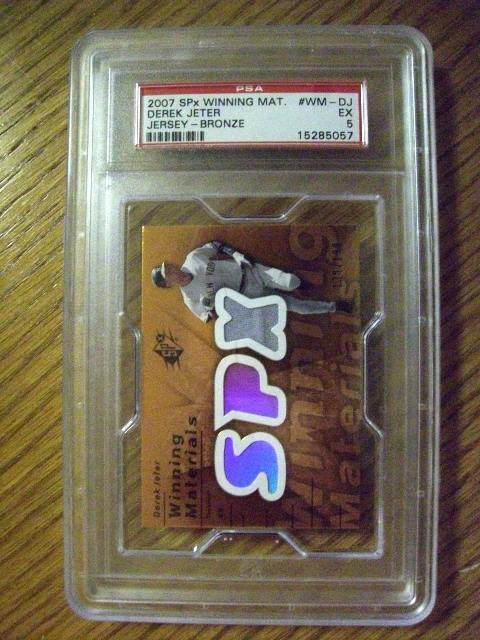 PSA
2007 SPx WINNING MAT. #WM-DJ
DEREK JETER EX
JERSEY-BRONZE 5
15285057
SPx
SPx
Derek Jeter
Winning
Materials
Winning
Materials